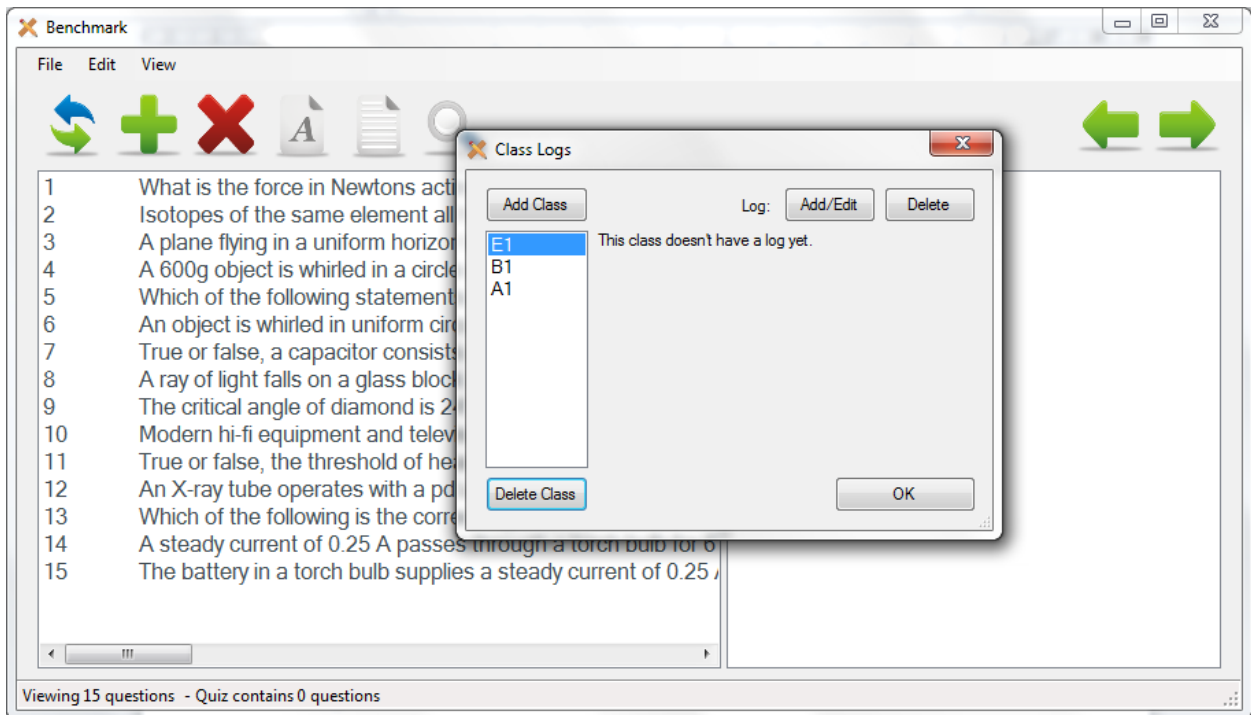 Benchmark
File Edit View
A
1 What is the force in Newtons acti
2 Isotopes of the same element all
3 A plane flying in a uniform horizon
4 A 600g object is whirled in a circle
5 Which of the following statement
6 An object is whirled in uniform circ
7 True or false, a capacitor consists
8 A ray of light falls on a glass block
9 The critical angle of diamond is 24
10 Modern hi-fi equipment and telev
11 True or false, the threshold of hea
12 An X-ray tube operates with a pd
13 Which of the following is the corre
14 A steady current of 0.25 A passes through a torch bulb for 6
15 The battery in a torch bulb supplies a steady current of 0.25 A
Class Logs
Add Class Log: Add/Edit Delete
E1 This class doesn't have a log yet.
B1
A1
Delete Class OK
Viewing 15 questions - Quiz contains 0 questions